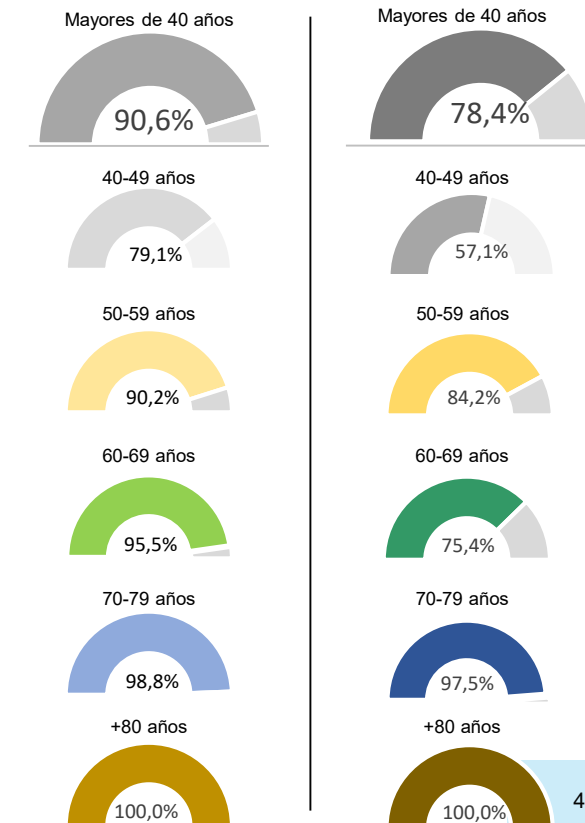 Mayores de 40 años
90,6%
40-49 años
79,1%
50-59 años
90,2%
60-69 años
95,5%
70-79 años
98,8%
+80 años
100,0%
Mayores de 40 años
78,4%
40-49 años
57,1%
50-59 años
84,2%
60-69 años
75,4%
70-79 años
97,5%
+80 años
100,0%
4